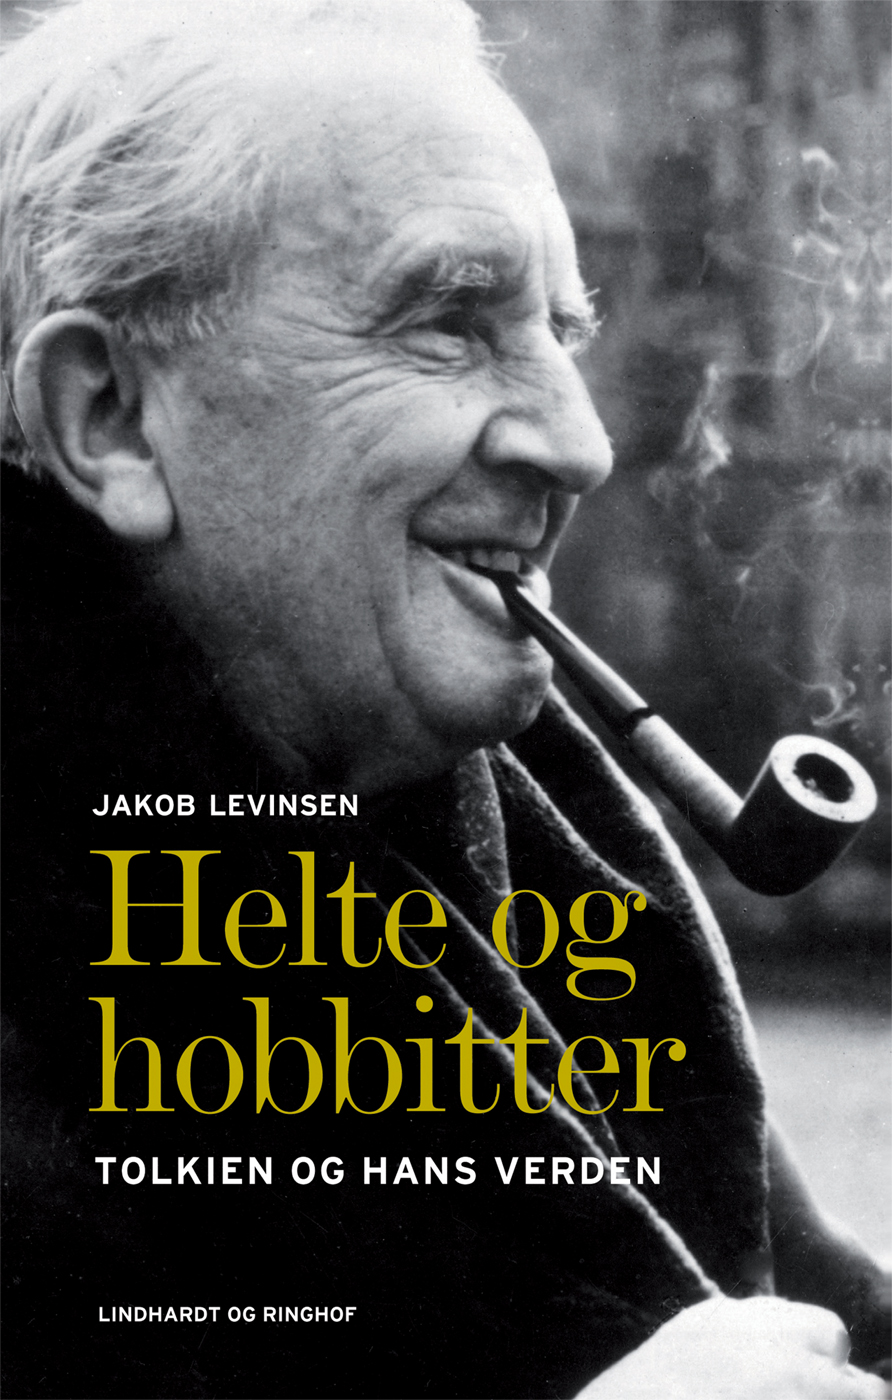 JAKOB LEVINSEN
Helte og
hobbitter
TOLKIEN OG HANS VERDEN
LINDHARDT OG RINGHOF